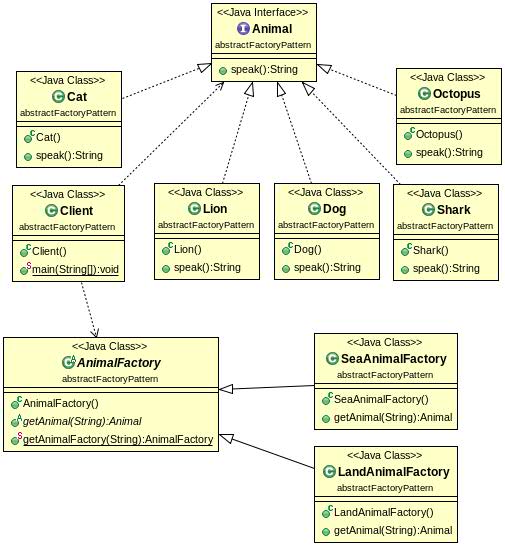 <<Java Interface>>
Animal
abstractFactoryPattern
speak():String
<<Java Class>>
Cat
abstractFactoryPattern
Cat()
speak():String
<<Java Class>>
Octopus
abstractFactoryPattern
Octopus()
speak():String
<<Java Class>>
Client
abstractFactoryPattern
Client()
main(String[]):void
<<Java Class>>
Lion
abstractFactoryPattern
Lion()
speak():String
<<Java Class>>
Dog
abstractFactoryPattern
Dog()
speak():String
<<Java Class>>
Shark
abstractFactoryPattern
Shark()
speak():String
<<Java Class>>
AnimalFactory
abstractFactoryPattern
AnimalFactory()
getAnimal(String):Animal
getAnimalFactory(String):AnimalFactory
<<Java Class>>
SeaAnimalFactory
abstractFactoryPattern
SeaAnimalFactory()
getAnimal(String):Animal
<<Java Class>>
LandAnimalFactory
abstractFactoryPattern
LandAnimalFactory()
getAnimal(String):Animal